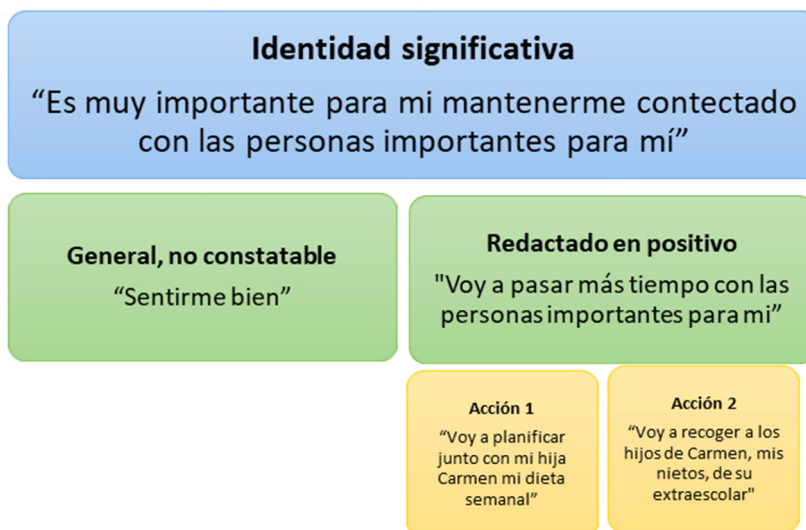 Identidad significativa
“Es muy importante para mi mantenerme contectado
con las personas importantes para mí”
General, no constatable
“Sentirme bien”
Redactado en positivo
"Voy a pasar más tiempo con las
personas importantes para mi”
Acción 1
“Voy a planificar
junto con mi hija
Carmen mi dieta
semanal”
Acción 2
“Voy a recoger a los
hijos de Carmen, mis
nietos, de su
extraescolar"